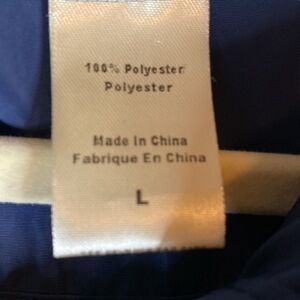 100% Polyester
Polyester
Made In China
Fabrique En China
L